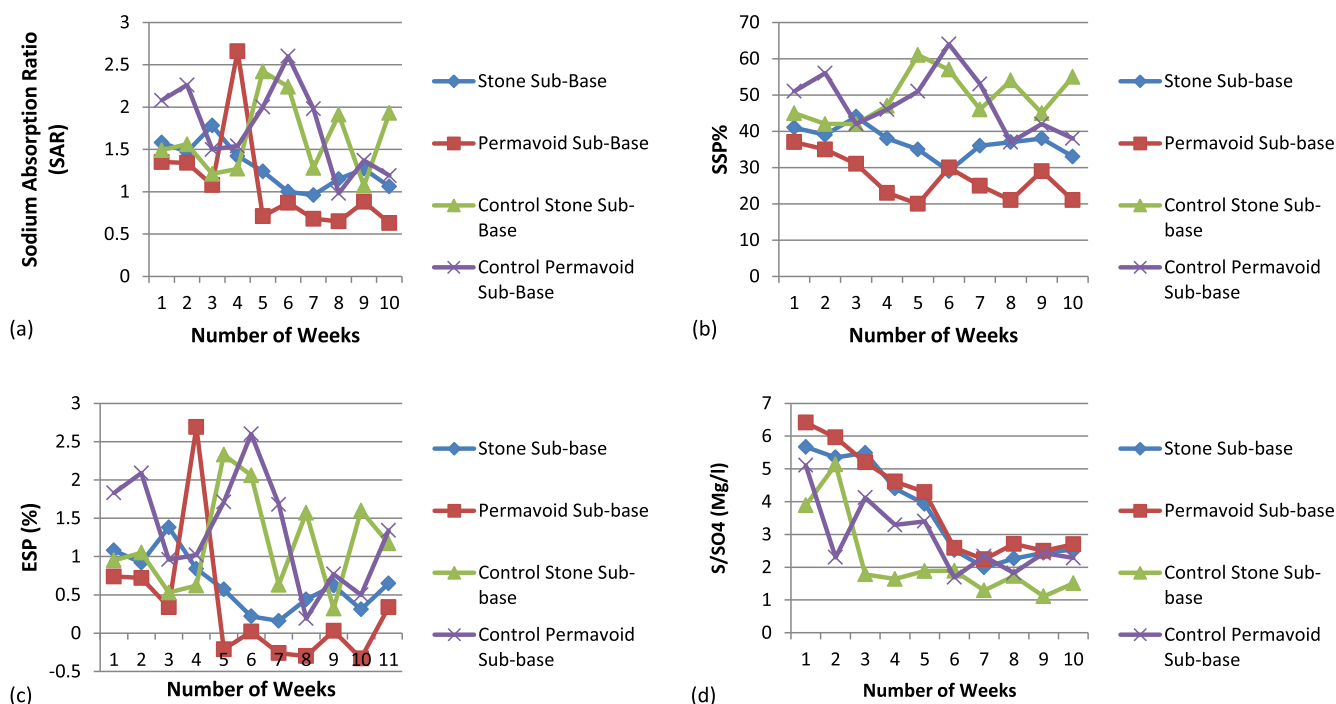 3
2.5
2
1.5
1
0.5
0
Sodium Absorption Ratio
(SAR)
1 2 3 4 5 6 7 8 9 10
Number of Weeks
Stone Sub-Base
Permavoid Sub-Base
Control Stone Sub-
Base
Control Permavoid
Sub-Base
(a)
70
60
50
40
30
20
10
0
SSP%
1 2 3 4 5 6 7 8 9 10
Number of Weeks
Stone Sub-base
Permavoid Sub-Base
Control Stone Sub-
base
Control Permavoid
Sub-base
(b)
3
2.5
2
1.5
1
0.5
0
-0.5
ESP (%)
1 2 3 4 5 6 7 8 9 10 11
Number of Weeks
Stone Sub-base
Permavoid Sub-base
Control Stone Sub-
base
Control Permavoid
Sub-base
(c)
7
6
5
4
3
2
1
0
S/SO4 (Mg/l)
1 2 3 4 5 6 7 8 9 10
Number of Weeks
Stone Sub-base
Permavoid Sub-base
Control Stone Sub-
base
Control Permavoid
Sub-base
(d)